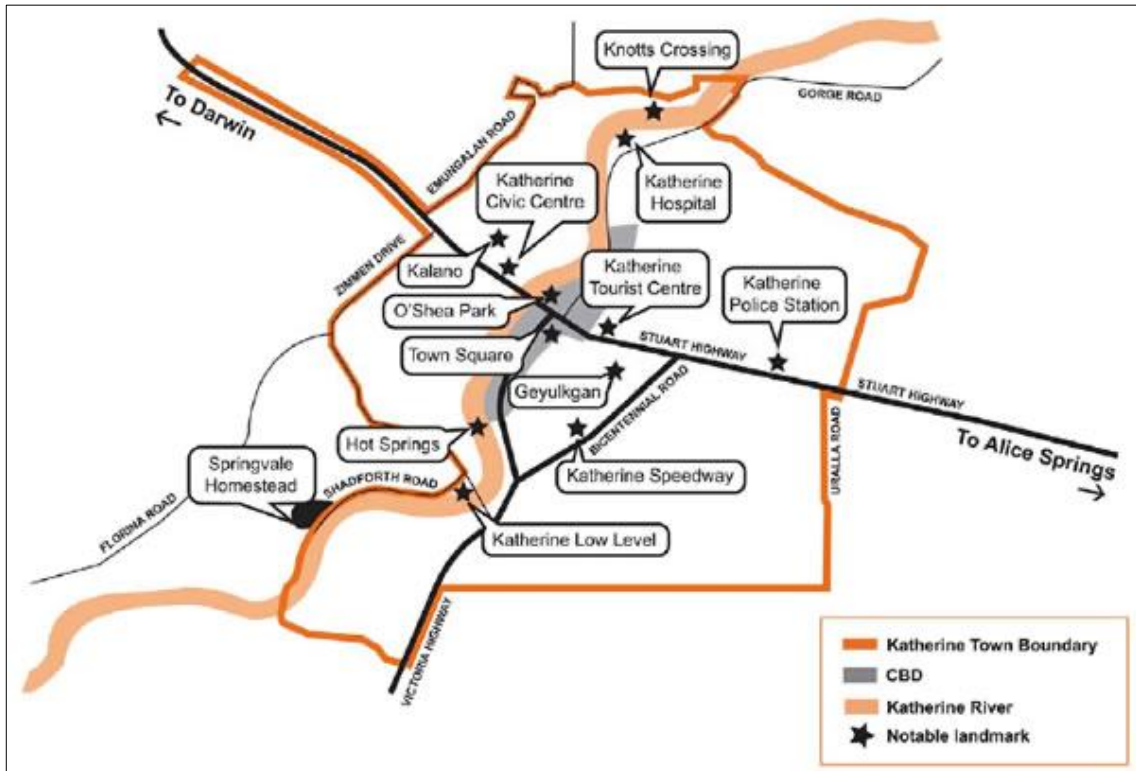 Knotts Crossing
GORGE ROAD
To Darwin
EMUNGALAN ROAD
Katherine
Civic Centre
Katherine
Hospital
Kalano
ZIMMEN DRIVE
Katherine
Tourist Centre
Katherine
Police Station
O'Shea Park
Town Square
STUART HIGHWAY
Geyulkgan
STUART HIGHWAY
BICENTENNIAL ROAD
Hot Springs
To Alice Springs
URALLA ROAD
Springvale
Homestead
SHADFORTH ROAD
Katherine Speedway
FLORINA ROAD
Katherine Low Level
VICTORIA HIGHWAY
Katherine Town Boundary
CBD
Katherine River
Notable landmark